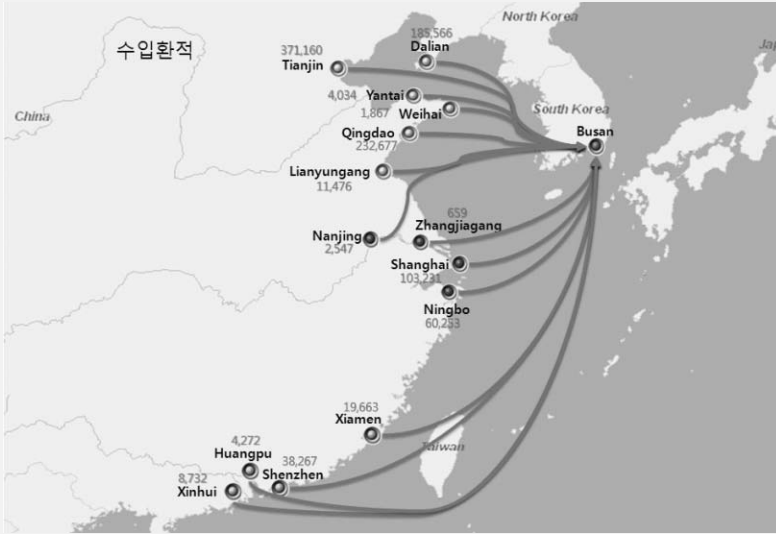 North Korea
수입환적
185,566
Dalian
371,160
Tianjin
4,034
Yantai
1,867
Weihai
China
South Korea
Busan
Qingdao
232,677
Lianyungang
11,476
659
Zhangjiagang
Nanjing
2,547
Shanghai
103,231
Ningbo
60,253
19,663
Xiamen
Taiwan
4,272
Huangpu
38,267
Shenzhen
8,732
Xinhui